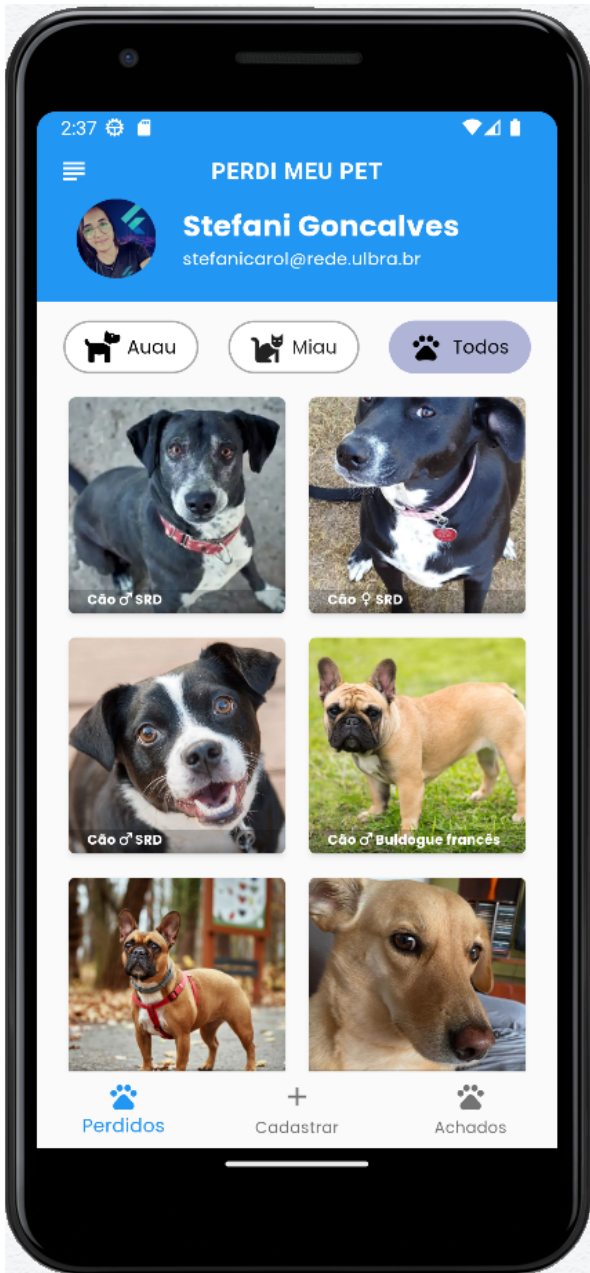 2:37
PERDI MEU PET
Stefani Goncalves
stefanicarol@rede.ulbra.br
Auau
Miau
Todos
Cão ♂ SRD
Cão ♀ SRD
Cão ♂ SRD
Cão ♂ Buldogue francês
Perdidos
Cadastrar
Achados